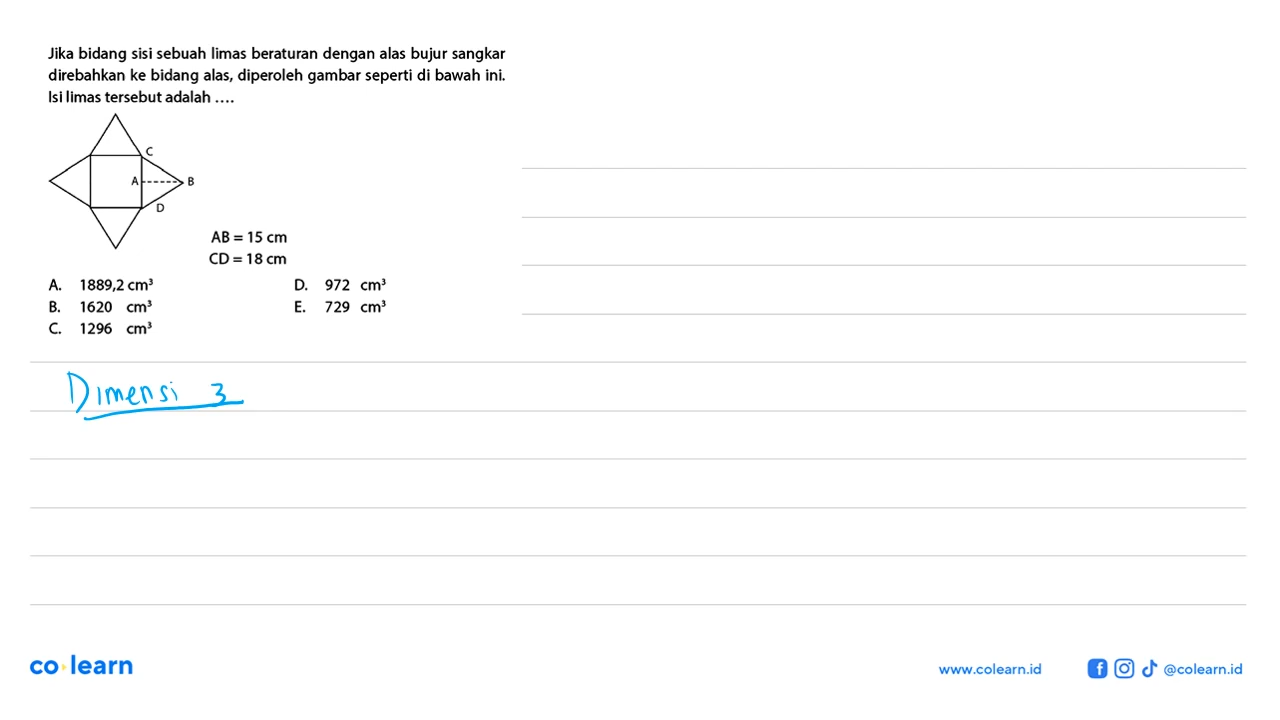 Jika bidang sisi sebuah limas beraturan dengan alas bujur sangkar
direbahkan ke bidang alas, diperoleh gambar seperti di bawah ini.
Isi limas tersebut adalah ....
C
A
B
D
AB = 15 cm
CD = 18 cm
A. 1889,2 cm³
D. 972 cm³
B. 1620 cm³
E. 729 cm³
C. 1296 cm³
Dimensi 3
co learn
www.colearn.id
@colearn.id